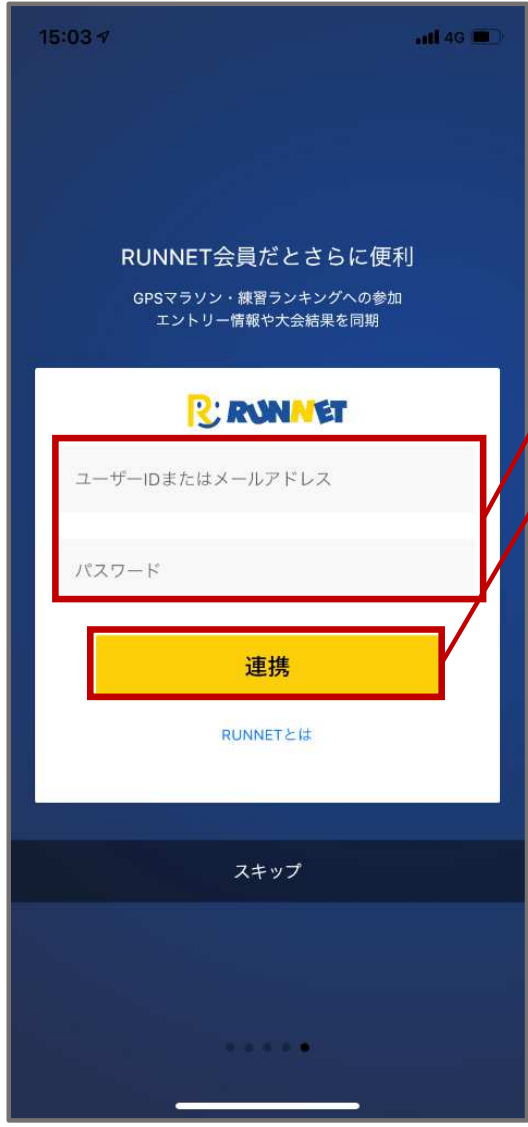 15:03
4G
RUNNET会員だとさらに便利
GPSマラソン・練習ランキングへの参加
エントリー情報や大会結果を同期
RUNNET
ユーザーIDまたはメールアドレス
パスワード
連携
RUNNETとは
スキップ